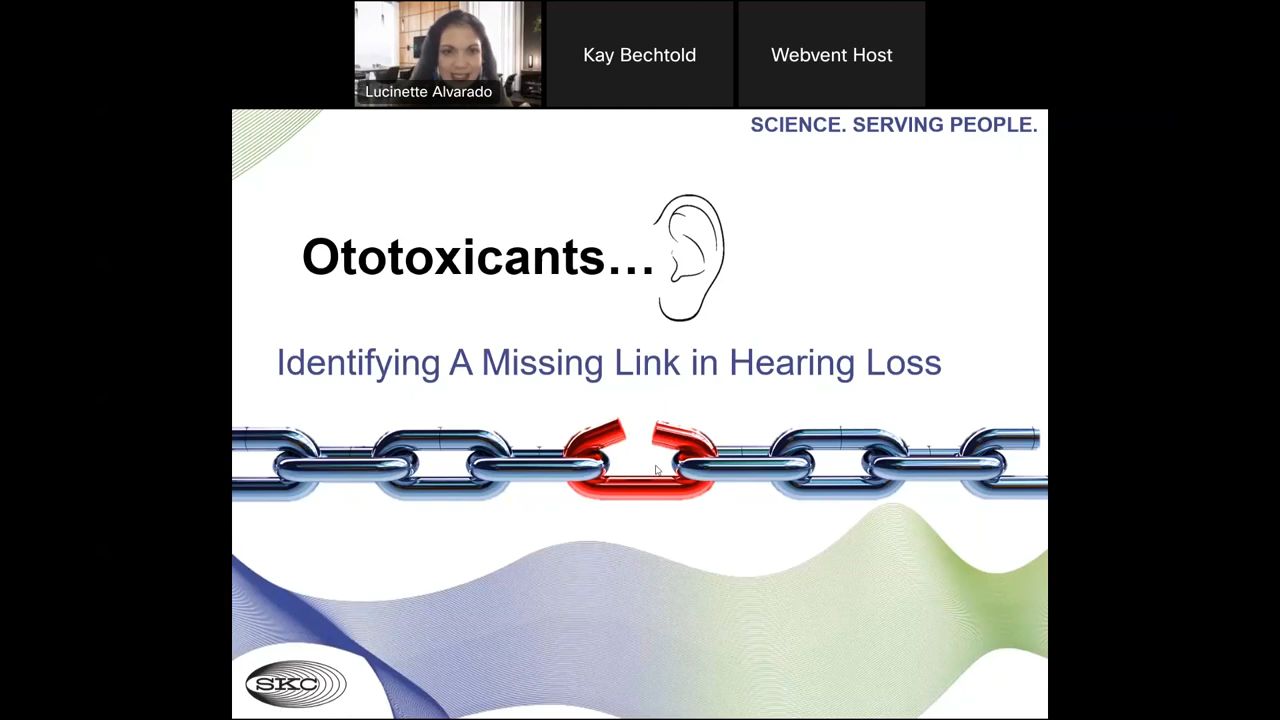 Lucinette Alvarado
Kay Bechtold
Webvent Host
SCIENCE. SERVING PEOPLE.
Ototoxicants...
Identifying A Missing Link in Hearing Loss
SKC